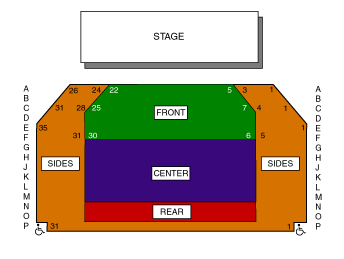 STAGE
A A
B 26 24 22 5 3 1 B
C 31 28 25 7 4 1 C
D FRONT D
E 35 1 E
F 31 30 6 5 F
G G
H H
J SIDES SIDES J
K CENTER K
L L
M M
N N
O REAR O
P 31 1 P